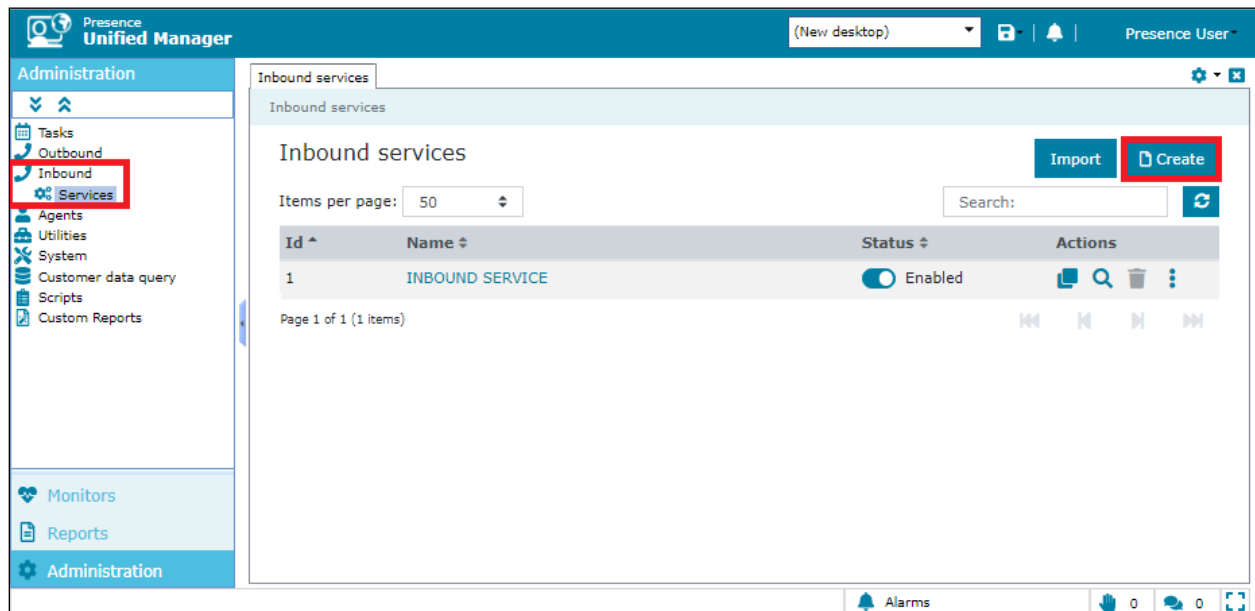 Presence
Unified Manager
(New desktop)
Presence User
Administration
Inbound services
Inbound services
Tasks
Outbound
Inbound
Services
Agents
Utilities
System
Customer data query
Scripts
Custom Reports
Inbound services
Import
Create
Items per page: 50
Search:
Id Name Status Actions
1 INBOUND SERVICE Enabled
Page 1 of 1 (1 items)
Monitors
Reports
Administration
Alarms 0 0